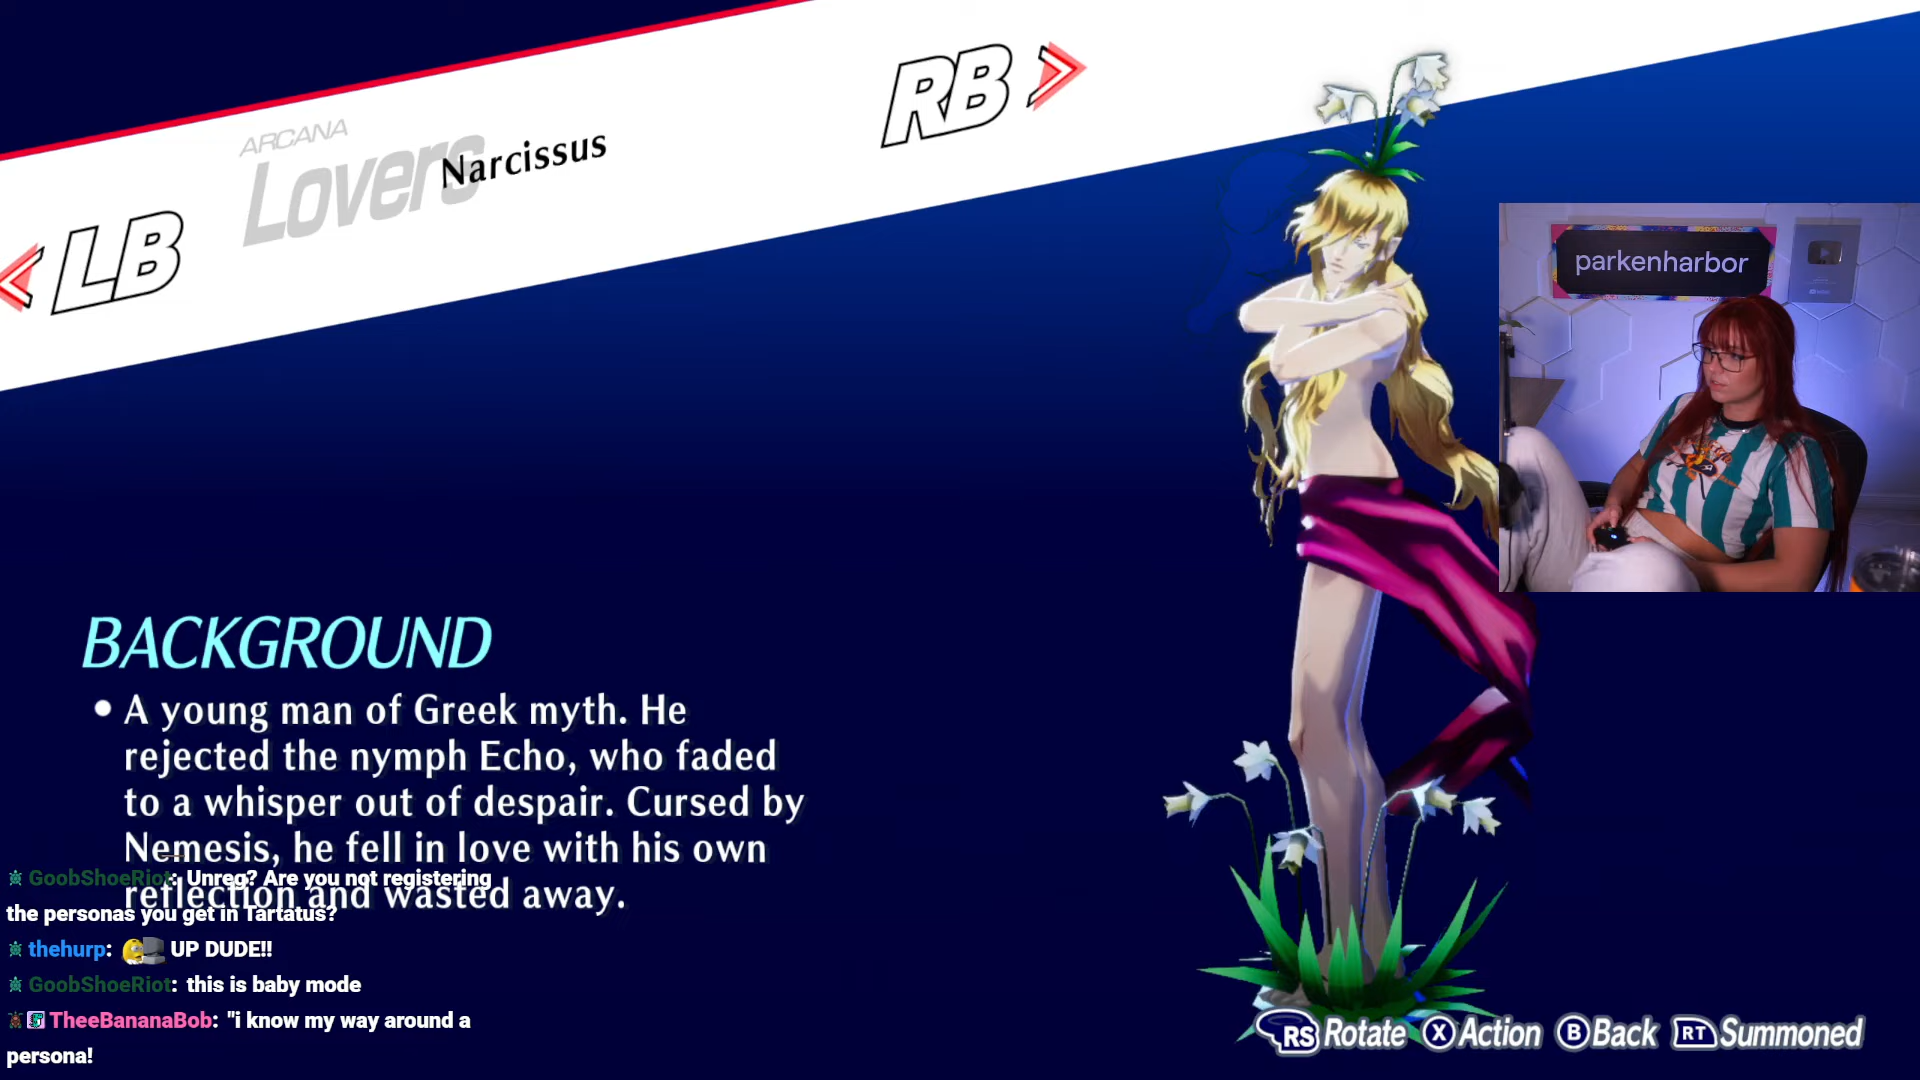 ARCANA
Lovers
Narcissus
LB
RB
parkenharbor
BACKGROUND
• A young man of Greek myth. He
rejected the nymph Echo, who faded
to a whisper out of despair. Cursed by
Nemesis, he fell in love with his own
reflection and wasted away.
GoobShoeRiot: Unreg? Are you not registering
the personas you get in Tartatus?
thehurp: UP DUDE!!
GoobShoeRiot: this is baby mode
TheeBananaBob: "i know my way around a
persona!
RS Rotate X Action B Back RT Summoned